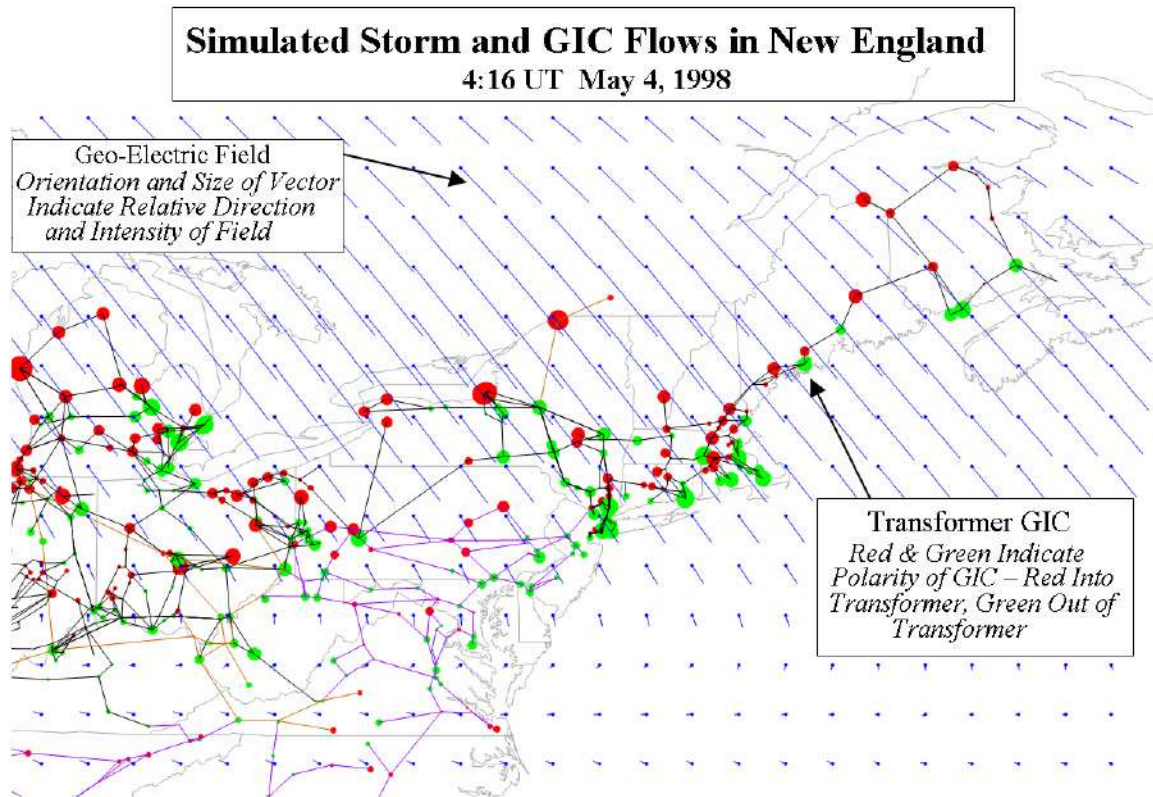 Simulated Storm and GIC Flows in New England
4:16 UT May 4, 1998
Geo-Electric Field
Orientation and Size of Vector
Indicate Relative Direction
and Intensity of Field
Transformer GIC
Red & Green Indicate
Polarity of GIC – Red Into
Transformer, Green Out of
Transformer